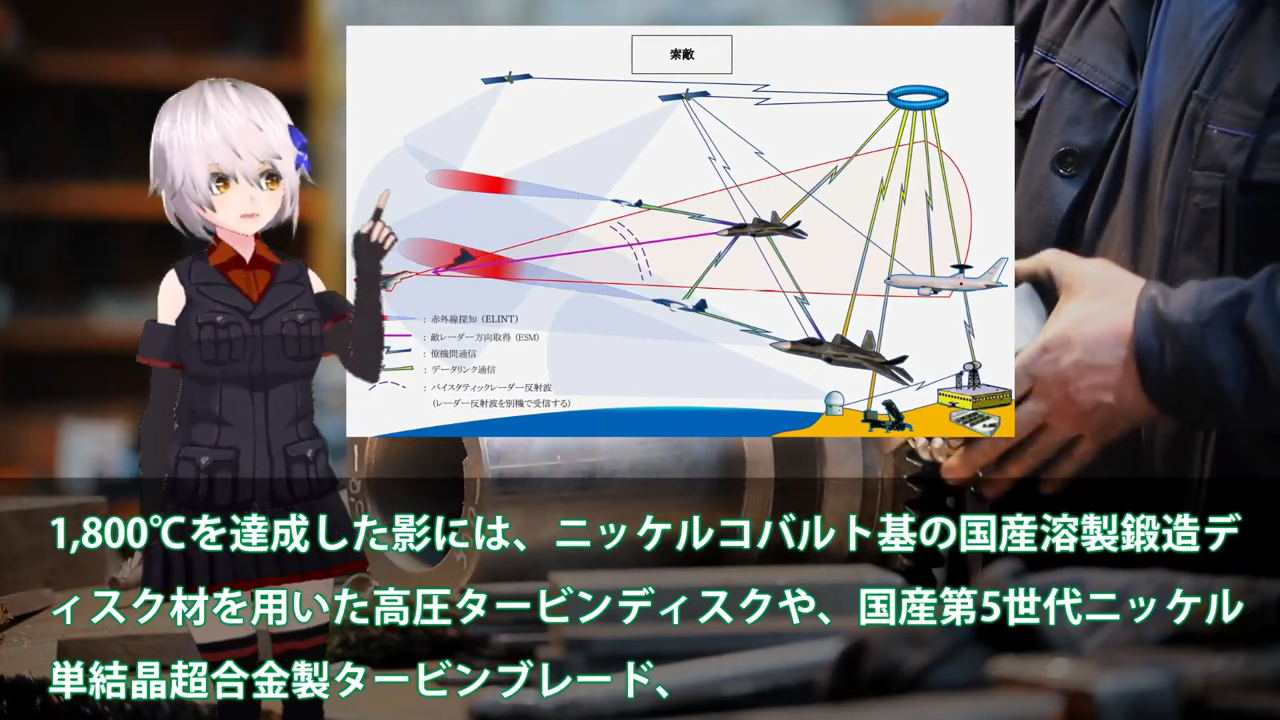 索敵
：赤外線探知（ELINT）
：敵レーダー方向取得（ESM）
：僚機間通信
：データリンク通信
：バイスタティックレーダー反射波
（レーダー反射波を別機で受信する）
1,800℃を達成した影には、ニッケルコバルト基の国産溶製鍛造デ
ィスク材を用いた高圧タービンディスクや、国産第5世代ニッケル
単結晶超合金製タービンブレード、